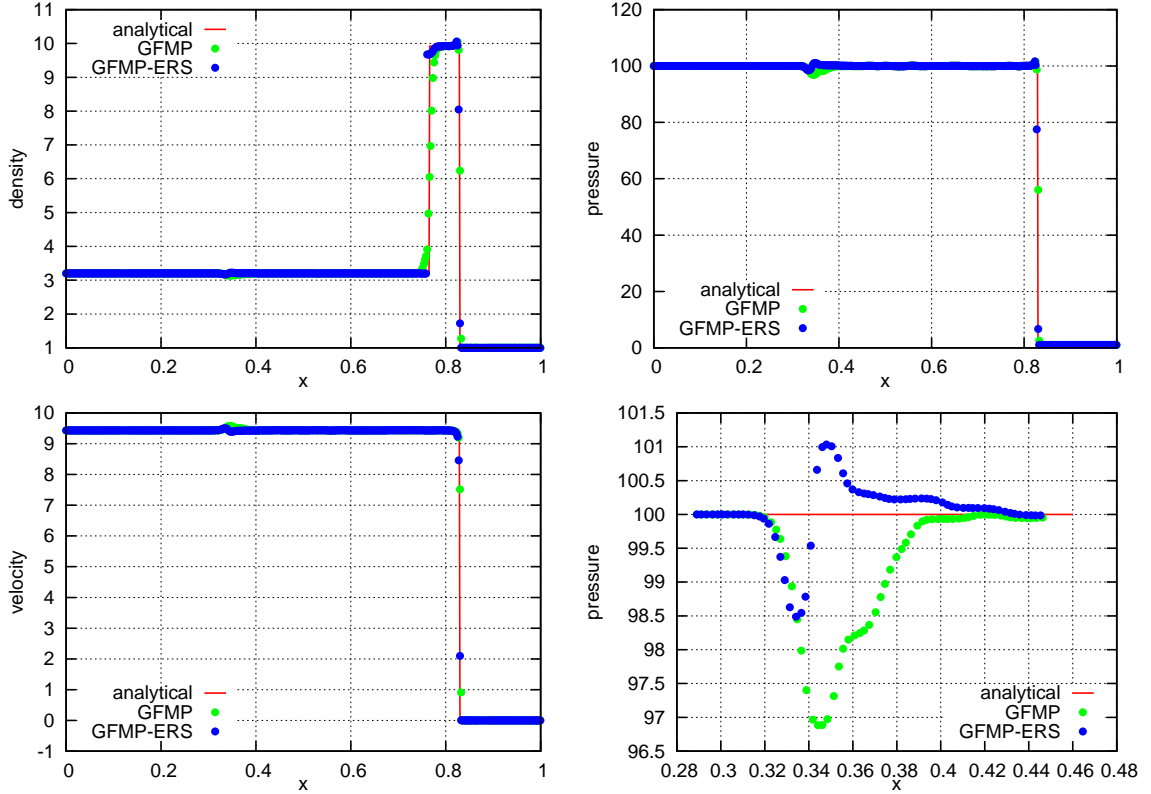 11
10
9
8
7
6
5
4
3
2
1
density
0 0.2 0.4 0.6 0.8 1
x
analytical
GFMP
GFMP-ERS
120
100
80
60
40
20
0
pressure
0 0.2 0.4 0.6 0.8 1
x
analytical
GFMP
GFMP-ERS
10
9
8
7
6
5
4
3
2
1
0
-1
velocity
0 0.2 0.4 0.6 0.8 1
x
analytical
GFMP
GFMP-ERS
101.5
101
100.5
100
99.5
99
98.5
98
97.5
97
96.5
pressure
0.28 0.3 0.32 0.34 0.36 0.38 0.4 0.42 0.44 0.46 0.48
x
analytical
GFMP
GFMP-ERS